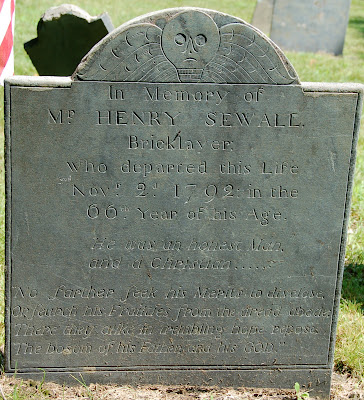 In Memory of
Mr HENRY SEWALL
Bricklayer
Who departed this Life
Novr 2d 1792: in the
66th Year of his Age.
He was an honest Man,
and a Christian .....
"No farther seek his Merits to disclose,
Or search his Frailties from the dread abode.
There they alike in trembling hope repose
The bosom of his Father and his GOD."